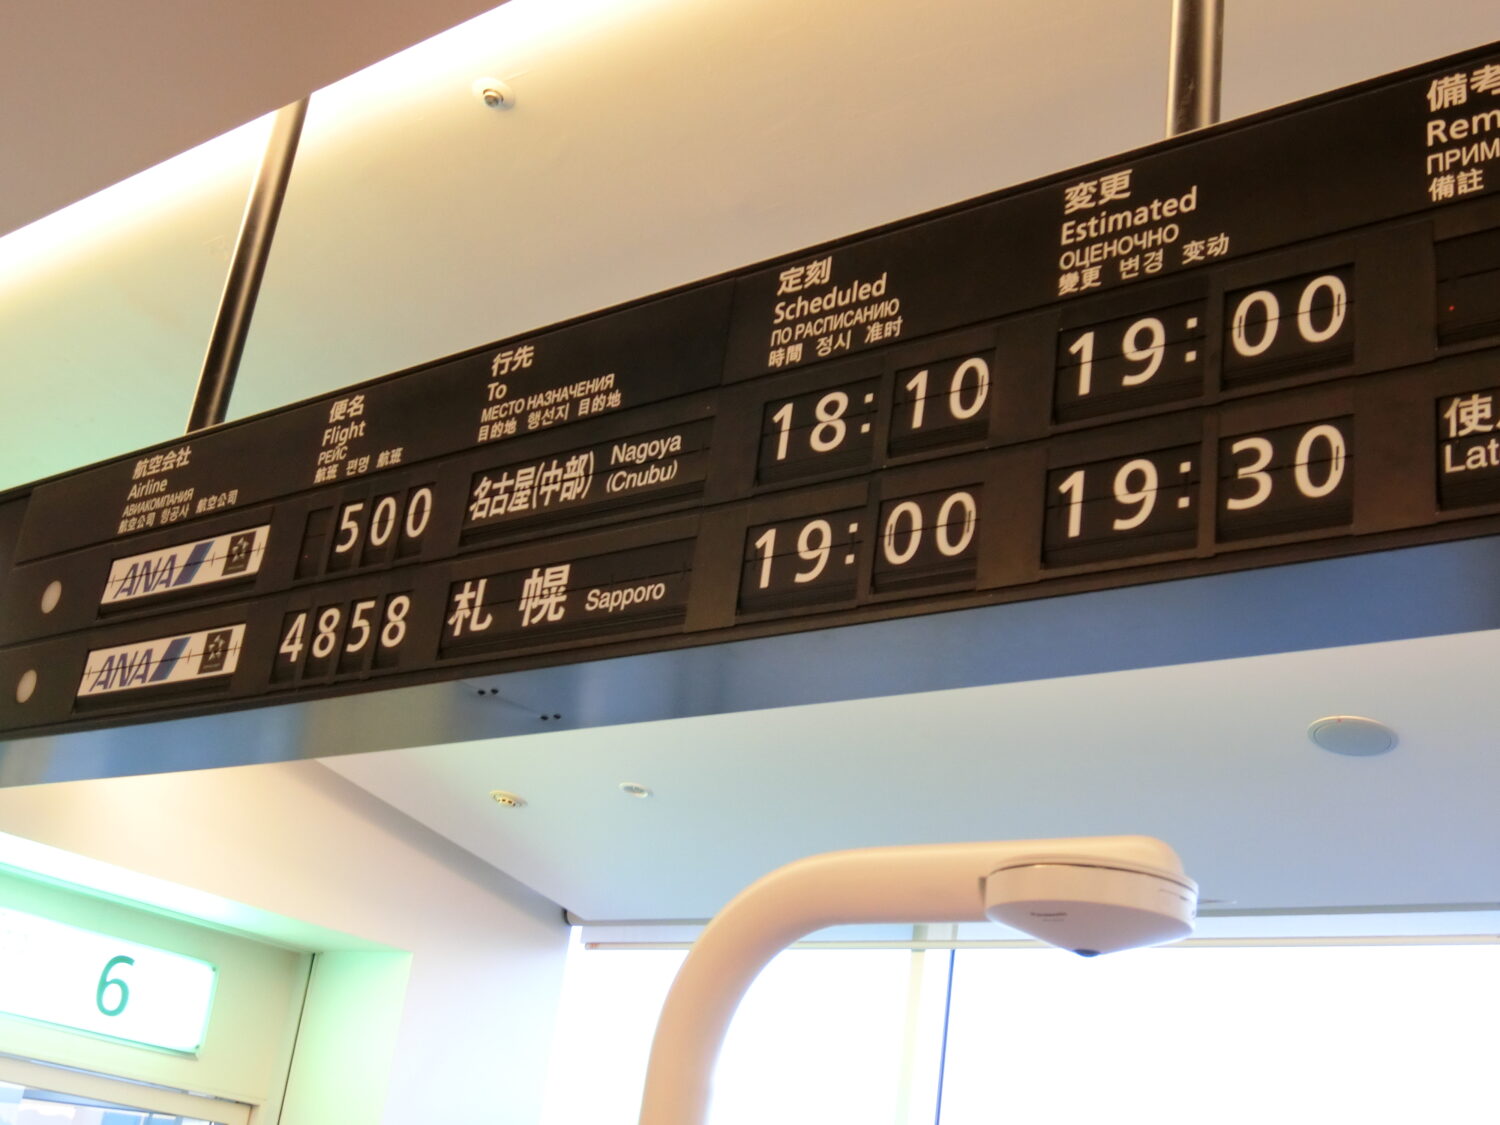 航空会社
Airline
АВИАКОМПАНИЯ
航空公司 항공사 航空公司
便名
Flight
РЕЙС
航班 편명 航班
行先
To
МЕСТО НАЗНАЧЕНИЯ
目的地 행선지 目的地
定刻
Scheduled
ПО РАСПИСАНИЮ
時間 정시 准时
変更
Estimated
ОЦЕНОЧНО
變更 변경 变动
備考
Rem
ПРИМ
備註
ANA 500 名古屋(中部) Nagoya (Cnubu) 18:10 19:00
ANA 4858 札幌 Sapporo 19:00 19:30 使
Lat
6